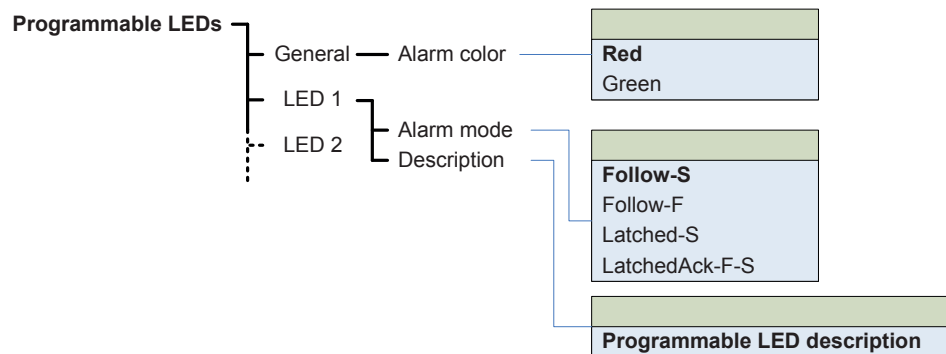 Programmable LEDs
General
Alarm color
Red
Green
LED 1
LED 2
Alarm mode
Description
Follow-S
Follow-F
Latched-S
LatchedAck-F-S
Programmable LED description